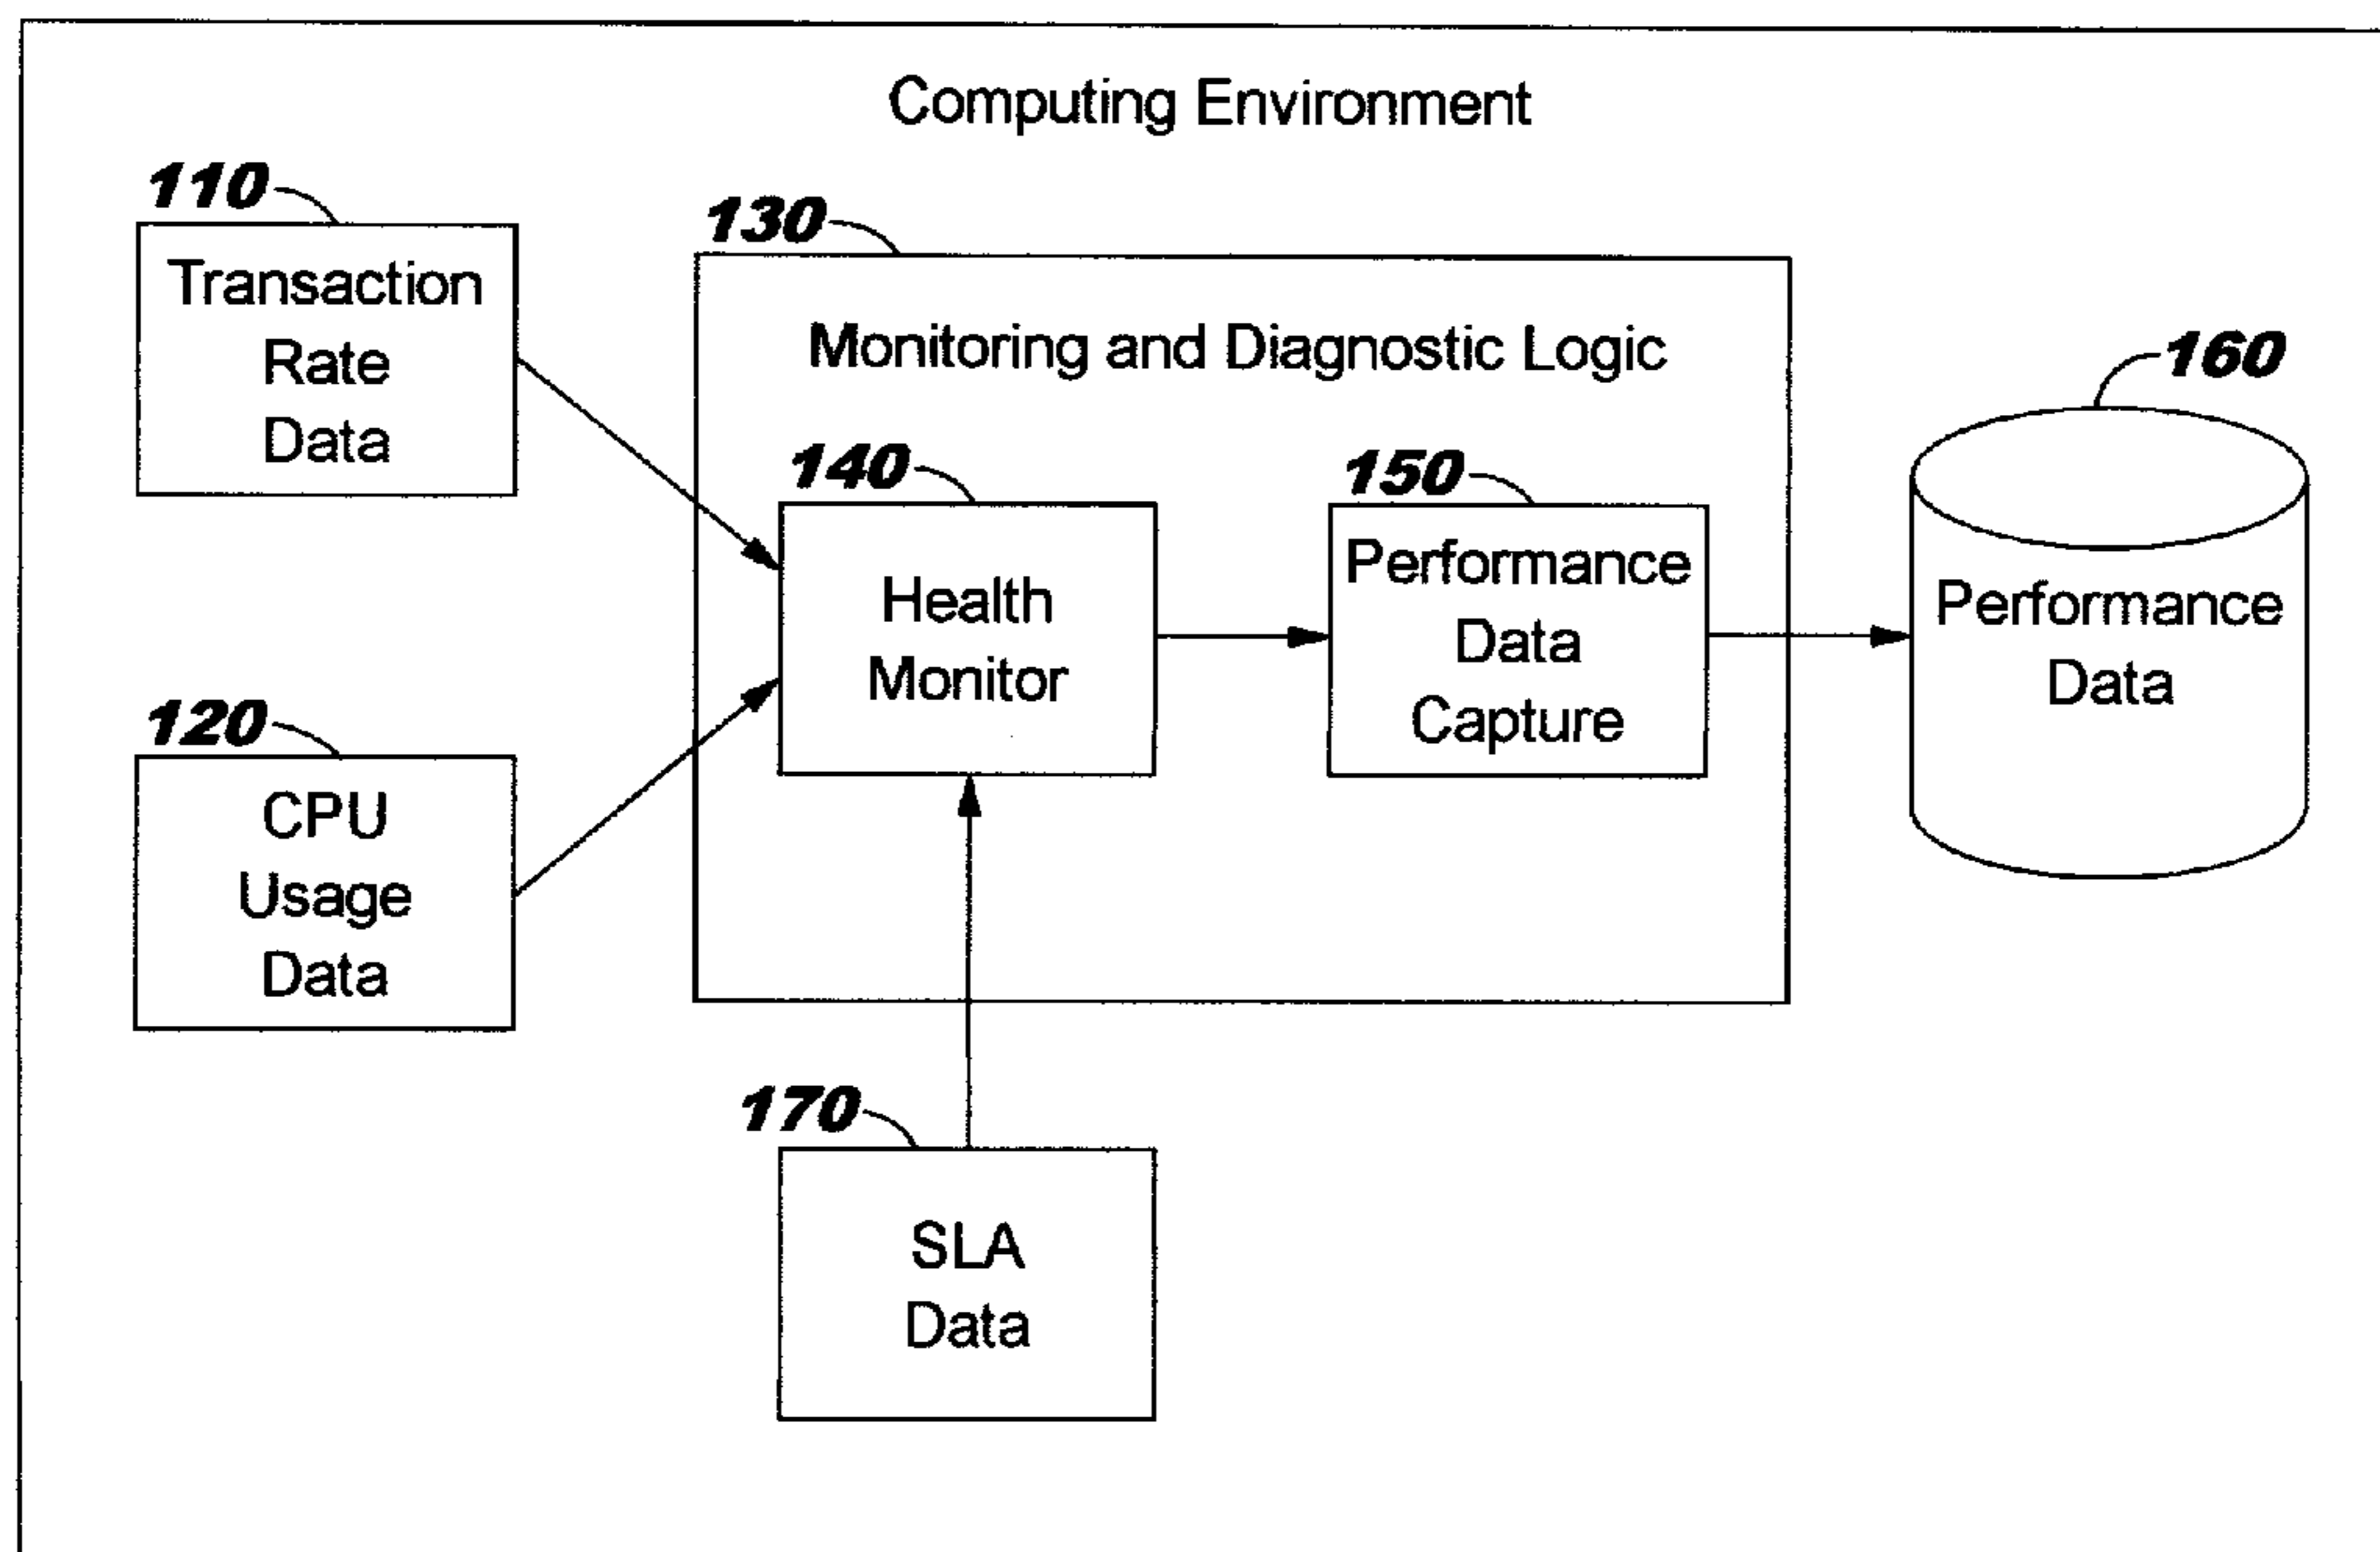 Computing Environment
110
Transaction
Rate
Data
120
CPU
Usage
Data
130
Monitoring and Diagnostic Logic
140
Health
Monitor
150
Performance
Data
Capture
160
Performance
Data
170
SLA
Data